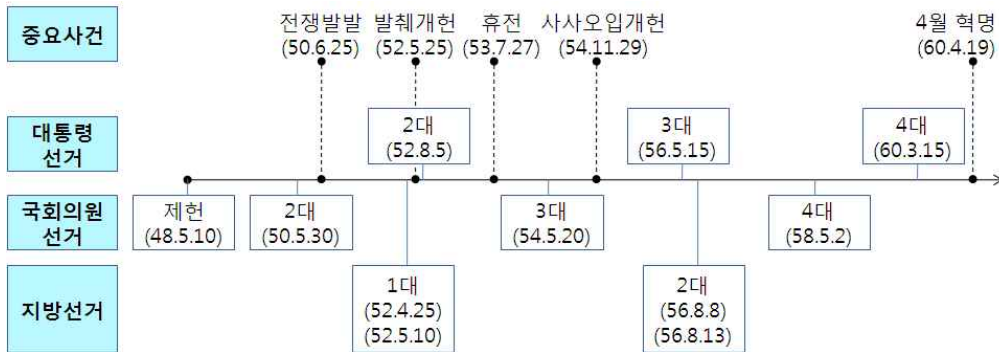 중요사건
전쟁발발
(50.6.25)
발췌개헌
(52.5.25)
휴전
(53.7.27)
사사오입개헌
(54.11.29)
4월 혁명
(60.4.19)
대통령
선거
2대
(52.8.5)
3대
(56.5.15)
4대
(60.3.15)
국회의원
선거
제헌
(48.5.10)
2대
(50.5.30)
3대
(54.5.20)
4대
(58.5.2)
지방선거
1대
(52.4.25)
(52.5.10)
2대
(56.8.8)
(56.8.13)